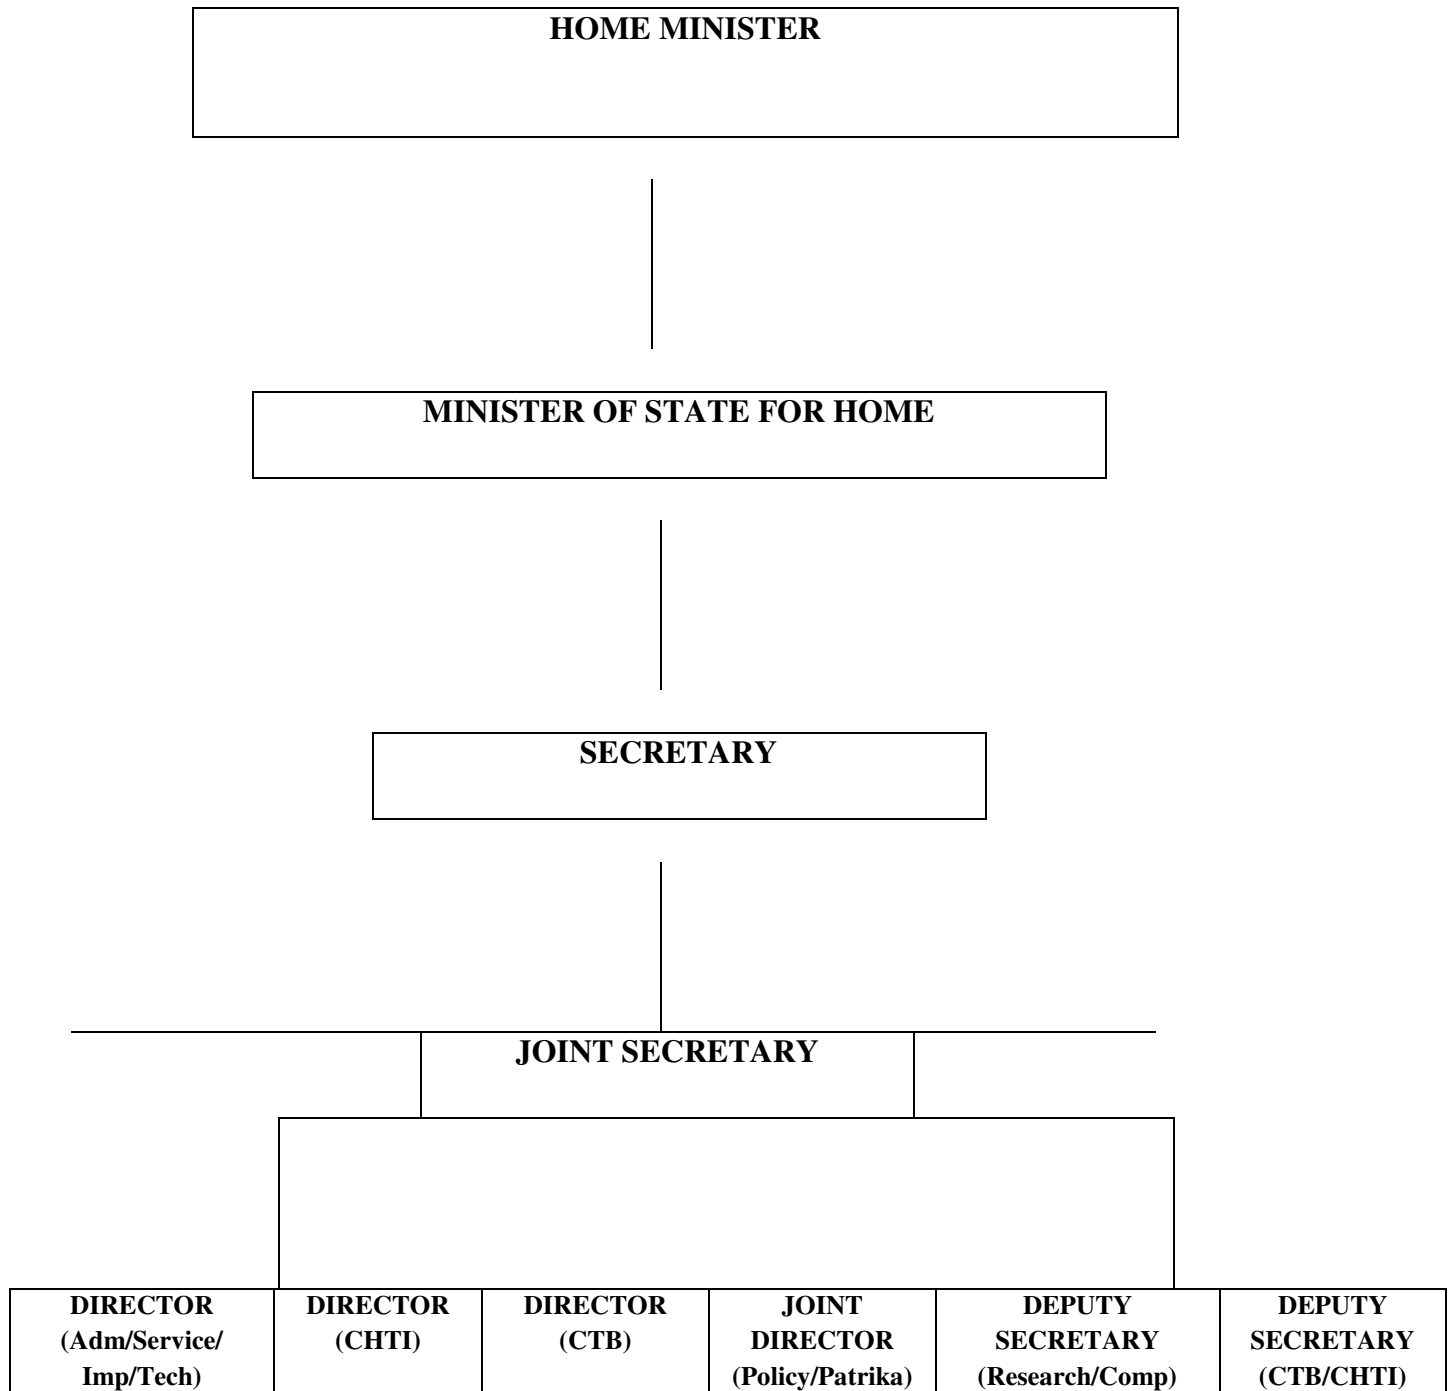 HOME MINISTER
MINISTER OF STATE FOR HOME
SECRETARY
JOINT SECRETARY
DIRECTOR
(Adm/Service/
Imp/Tech)
DIRECTOR
(CHTI)
DIRECTOR
(CTB)
JOINT
DIRECTOR
(Policy/Patrika)
DEPUTY
SECRETARY
(Research/Comp)
DEPUTY
SECRETARY
(CTB/CHTI)